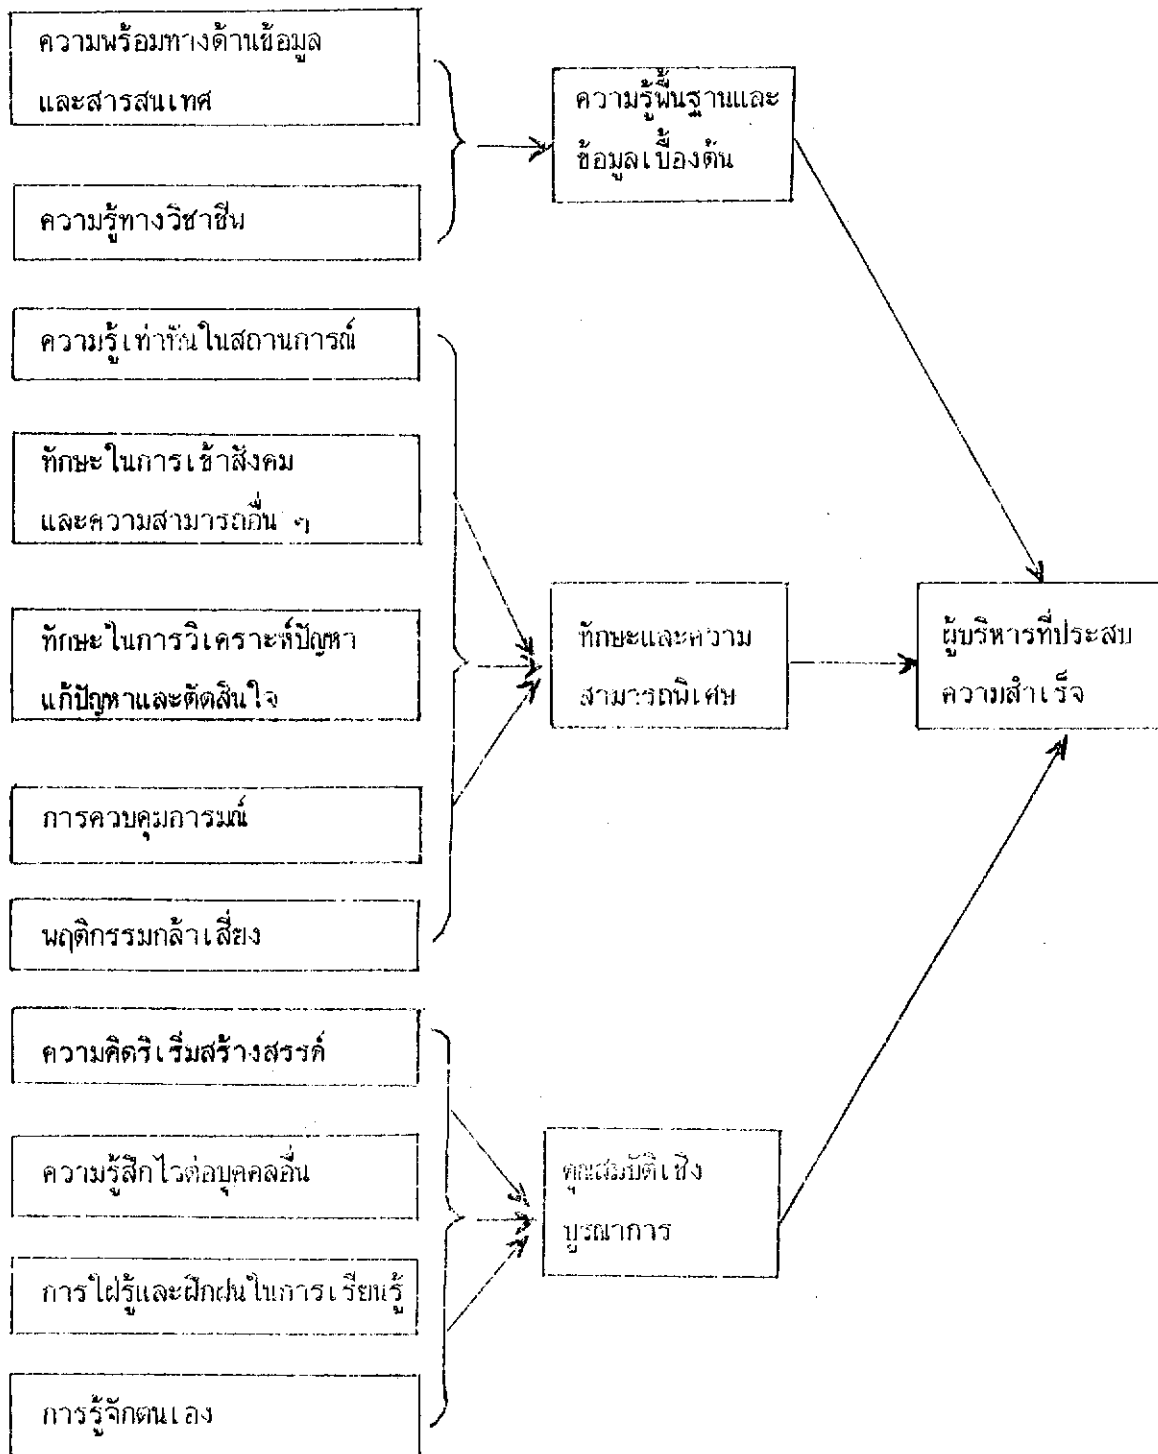 ความพร้อมทางด้านข้อมูล
และสารสนเทศ
ความรู้ทางวิชาชีพ
ความรู้พื้นฐานและ
ข้อมูลเบื้องต้น
ความรู้เท่าทันในสถานการณ์
ทักษะในการเข้าสังคม
และความสามารถอื่น ๆ
ทักษะในการวิเคราะห์ปัญหา
แก้ปัญหาและตัดสินใจ
การควบคุมอารมณ์
พฤติกรรมกล้าเสี่ยง
ทักษะและความ
สามารถพิเศษ
ผู้บริหารที่ประสบ
ความสำเร็จ
ความคิดริเริ่มสร้างสรรค์
ความรู้สึกไวต่อบุคคลอื่น
การใฝ่รู้และฝึกฝนในการเรียนรู้
การรู้จักตนเอง
คุณสมบัติเชิง
บูรณาการ